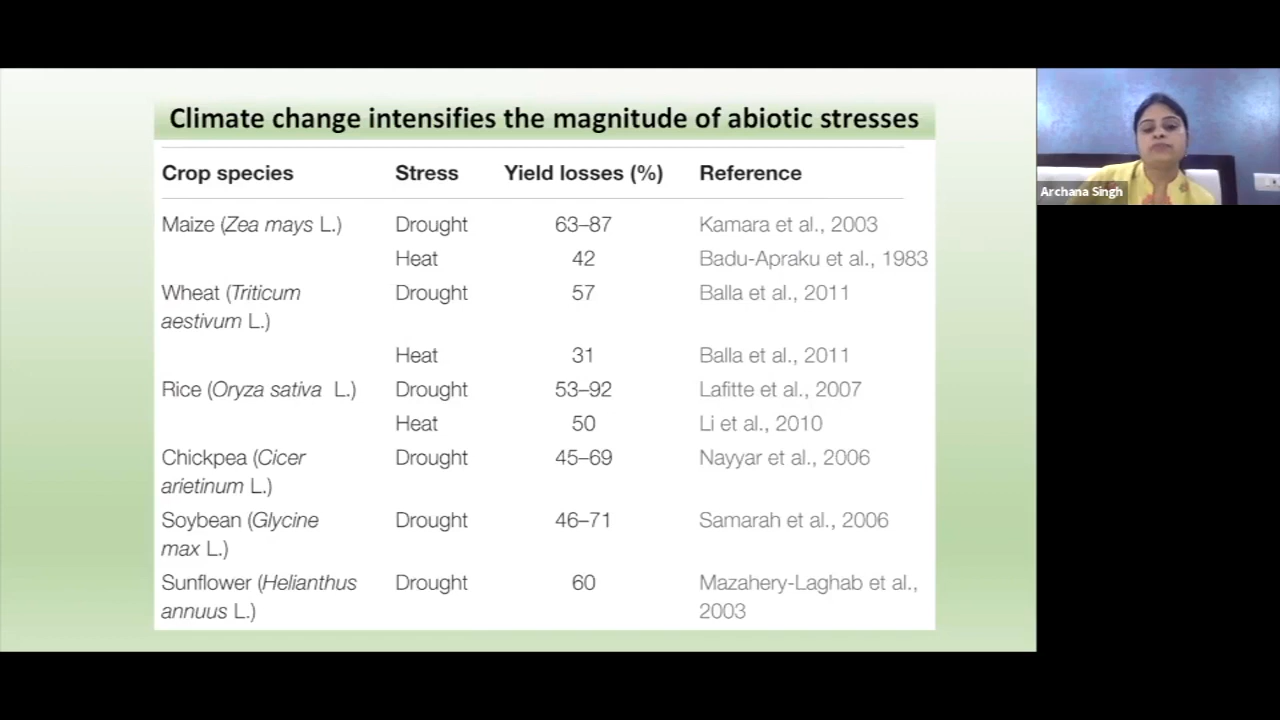 Climate change intensifies the magnitude of abiotic stresses
Crop species Stress Yield losses (%) Reference
Maize (Zea mays L.) Drought 63–87 Kamara et al., 2003
Heat 42 Badu-Apraku et al., 1983
Wheat (Triticum Drought 57 Balla et al., 2011
aestivum L.)
Heat 31 Balla et al., 2011
Rice (Oryza sativa L.) Drought 53–92 Lafitte et al., 2007
Heat 50 Li et al., 2010
Chickpea (Cicer Drought 45–69 Nayyar et al., 2006
arietinum L.)
Soybean (Glycine Drought 46–71 Samarah et al., 2006
max L.)
Sunflower (Helianthus Drought 60 Mazahery-Laghab et al.,
annuus L.) 2003
Archana Singh